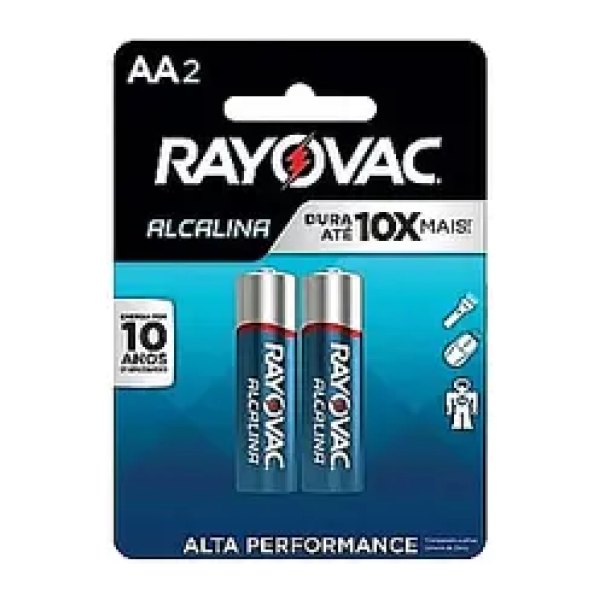 AA2
RAYOVAC
ALCALINA
DURA ATÉ 10X MAIS!
10
ANOS
RAYOVAC
ALCALINA
RAYOVAC
ALCALINA
ALTA PERFORMANCE